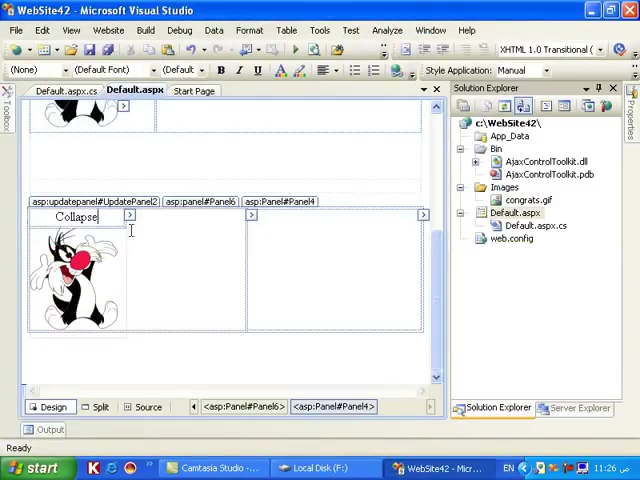 WebSite42 - Microsoft Visual Studio
File Edit View Website Build Debug Data Format Table Tools Test Analyze Window Help
XHTML 1.0 Transitional (
(None) (Default Font) (Default B I U A Style Application: Manual
Toolbox
Default.aspx.cs Default.aspx Start Page
asp:updatepanel#UpdatePanel2 asp:panel#Panel6 asp:Panel#Panel4
Collapse
Design Split Source <asp:Panel#Panel6> <asp:Panel#Panel4>
Solution Explorer
c:\WebSite42\
App_Data
Bin
AjaxControlToolkit.dll
AjaxControlToolkit.pdb
Images
congrats.gif
Default.aspx
Default.aspx.cs
web.config
Solution Explorer Server Explorer
Properties
Output
Ready
start K Camtasia Studio -... Local Disk (F:) WebSite42 - Micr... EN 11:26 ص